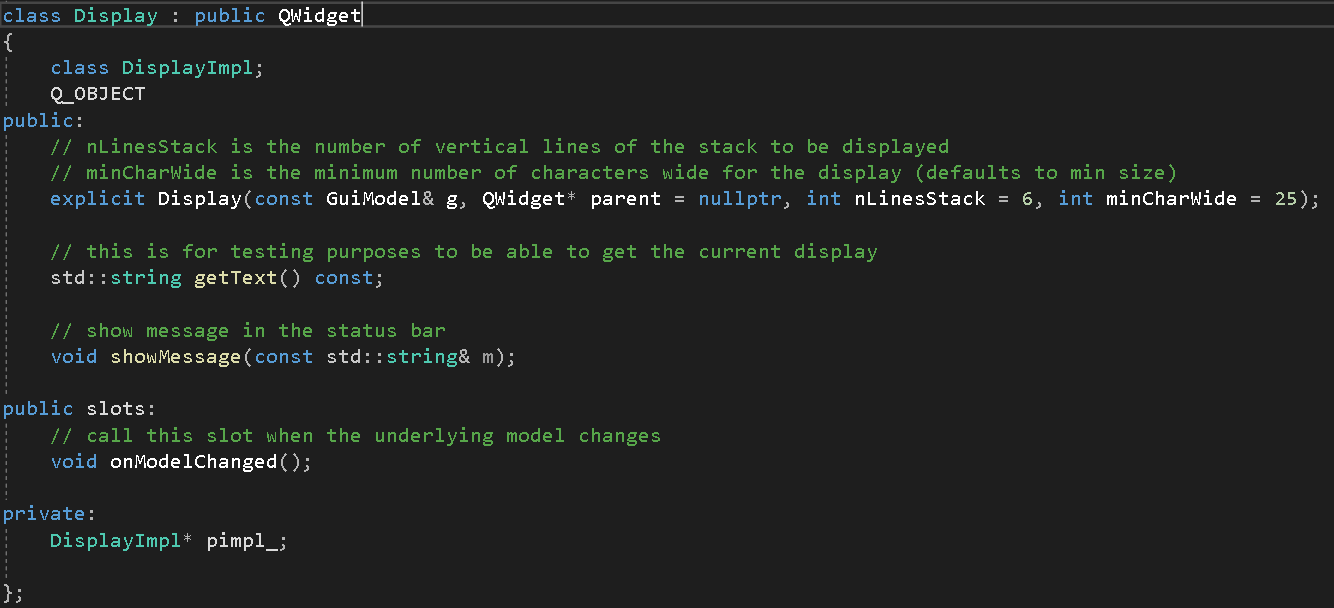 class Display : public QWidget
{
    class DisplayImpl;
    Q_OBJECT
public:
    // nLinesStack is the number of vertical lines of the stack to be displayed
    // minCharWide is the minimum number of characters wide for the display (defaults to min size)
    explicit Display(const GuiModel& g, QWidget* parent = nullptr, int nLinesStack = 6, int minCharWide = 25);
    // this is for testing purposes to be able to get the current display
    std::string getText() const;
    // show message in the status bar
    void showMessage(const std::string& m);
public slots:
    // call this slot when the underlying model changes
    void onModelChanged();
private:
    DisplayImpl* pimpl_;
};